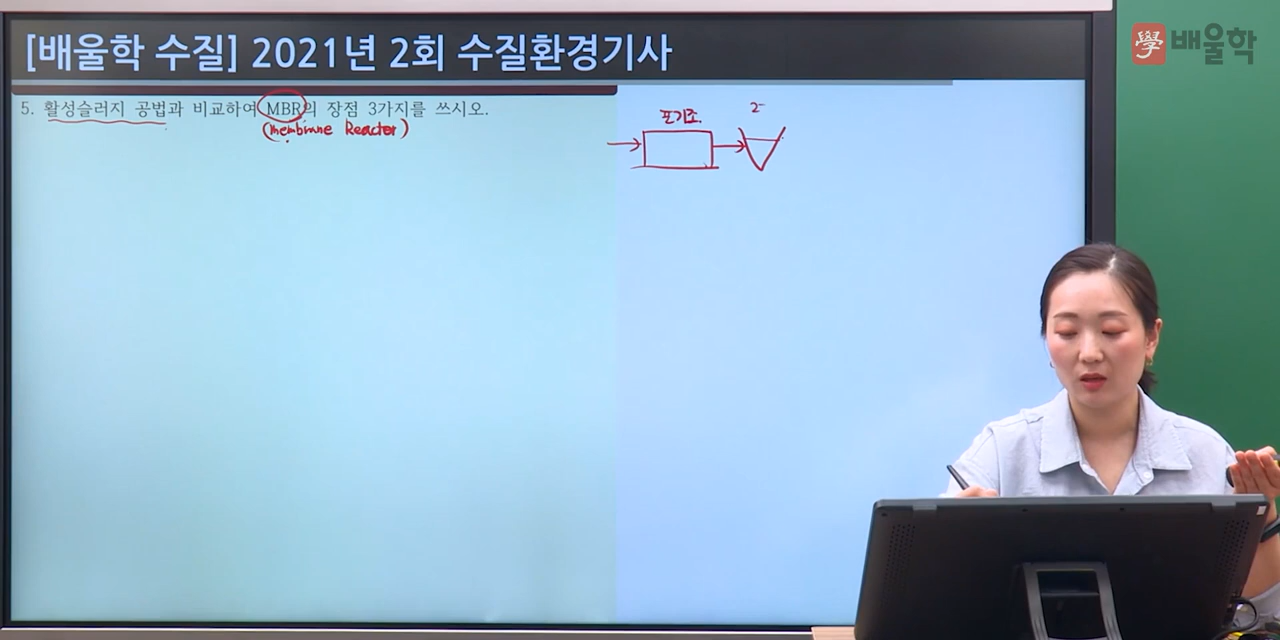 [배울학 수질] 2021년 2회 수질환경기사
學 배울학
5. 활성슬러지 공법과 비교하여 MBR의 장점 3가지를 쓰시오.
(membrane Reactor)
포기조
2-